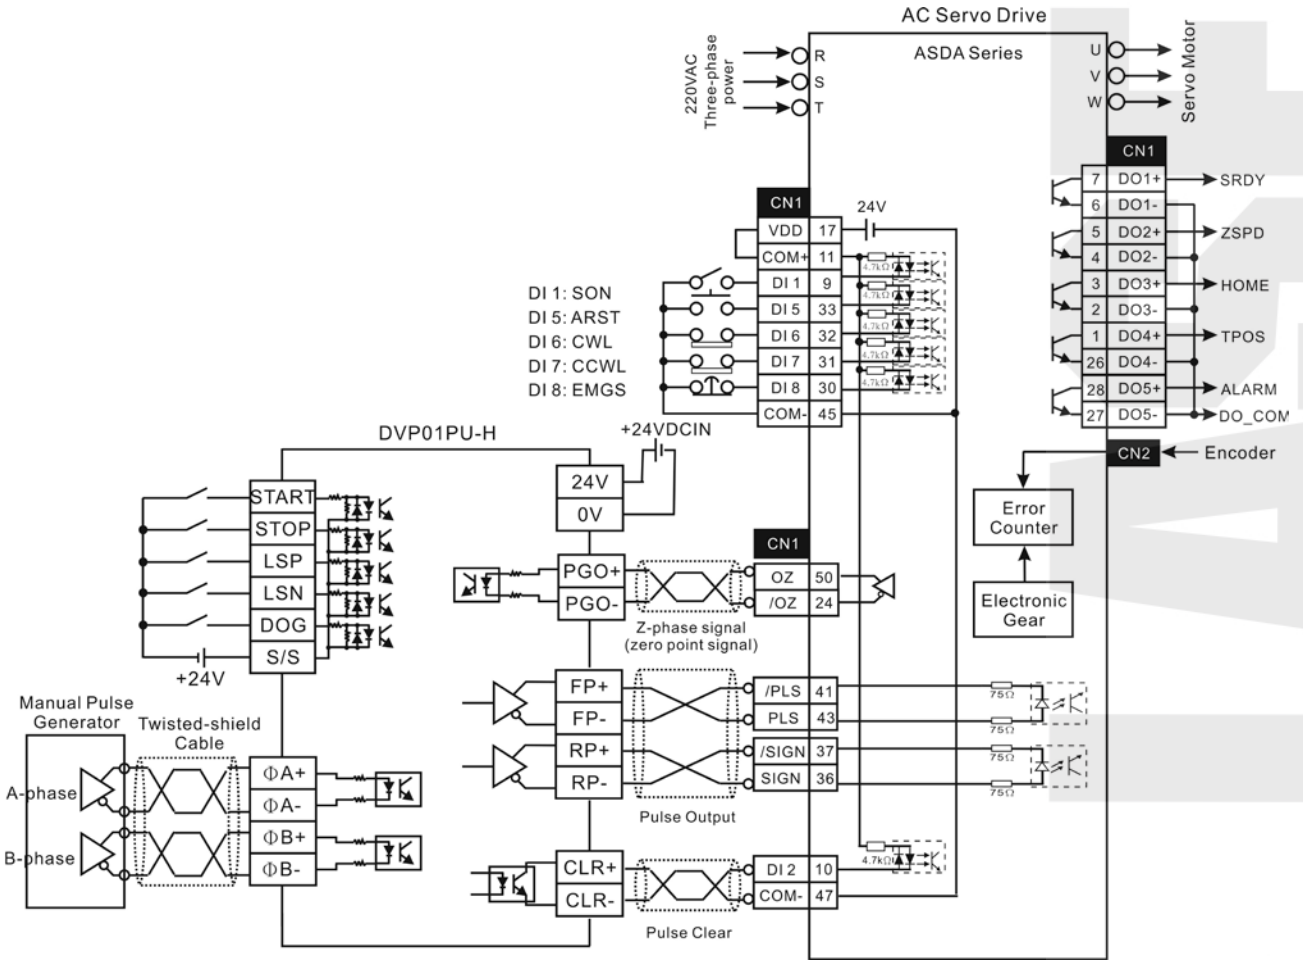 AC Servo Drive
ASDA Series
220VAC
Three-phase
power
R
S
T
U
V
W
Servo Motor
CN1
7 DO1+ SRDY
6 DO1-
5 DO2+ ZSPD
4 DO2-
3 DO3+ HOME
2 DO3-
1 DO4+ TPOS
26 DO4-
28 DO5+ ALARM
27 DO5- DO_COM
CN2 Encoder
Error
Counter
Electronic
Gear
CN1
24V
VDD 17
COM+ 11
DI 1 9
DI 5 33
DI 6 32
DI 7 31
DI 8 30
COM- 45
4.7kΩ
4.7kΩ
4.7kΩ
4.7kΩ
4.7kΩ
DI 1: SON
DI 5: ARST
DI 6: CWL
DI 7: CCWL
DI 8: EMGS
DVP01PU-H
+24VDCIN
24V
0V
START
STOP
LSP
LSN
DOG
S/S
+24V
CN1
PGO+
PGO-
OZ 50
/OZ 24
Z-phase signal
(zero point signal)
FP+
FP-
RP+
RP-
/PLS 41
PLS 43
/SIGN 37
SIGN 36
75Ω
75Ω
75Ω
75Ω
Pulse Output
Manual Pulse
Generator
Twisted-shield
Cable
A-phase
B-phase
ΦA+
ΦA-
ΦB+
ΦB-
CLR+
CLR-
DI 2 10
COM- 47
4.7kΩ
Pulse Clear